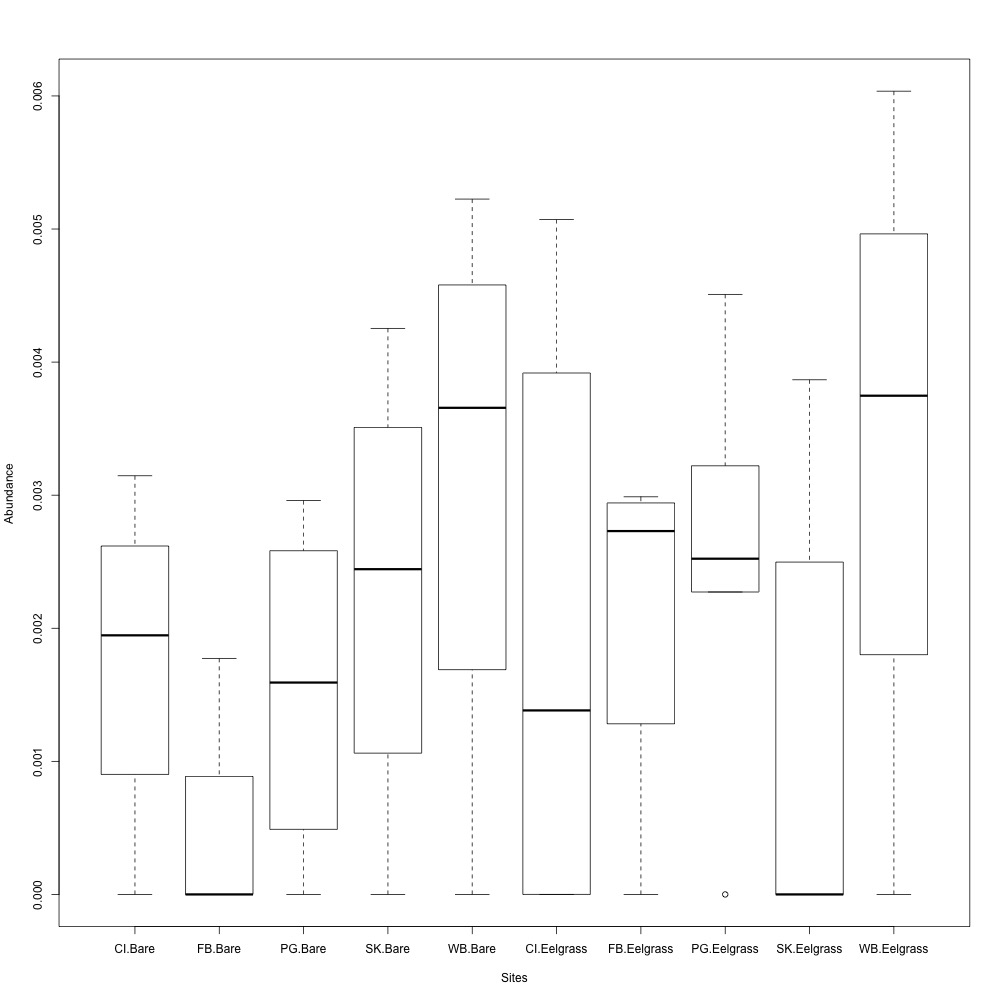 0.006
0.005
0.004
0.003
0.002
0.001
0.000
Abundance
CI.Bare FB.Bare PG.Bare SK.Bare WB.Bare CI.Eelgrass FB.Eelgrass PG.Eelgrass SK.Eelgrass WB.Eelgrass
Sites